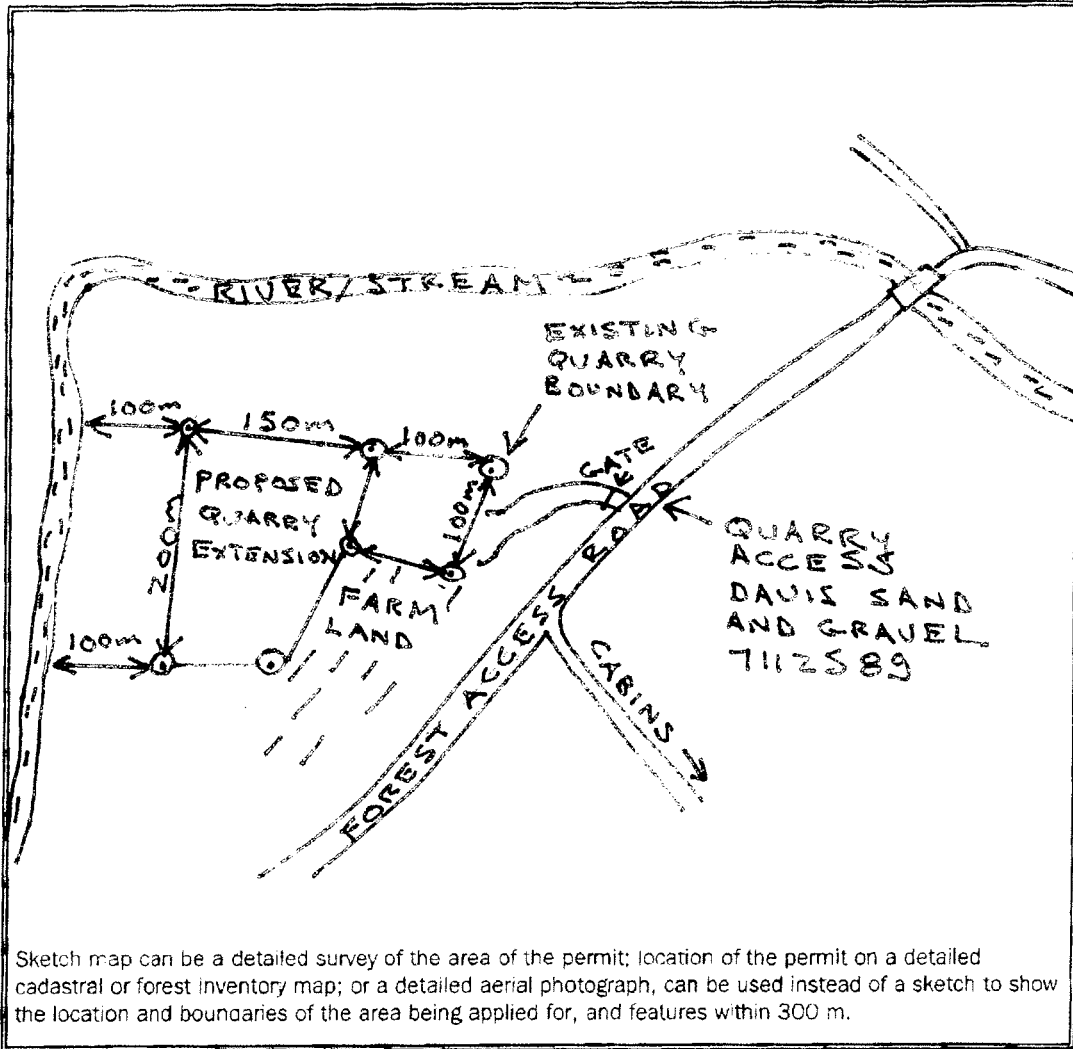 RIVER/STREAM
EXISTING
QUARRY
BOUNDARY
100m
150m
100m
GATE
PROPOSED
QUARRY
EXTENSION
200m
100m
FARM
LAND
100m
FOREST ACCESS ROAD
QUARRY
ACCESS
DAVIS SAND
AND GRAVEL
7112589
CABINS
Sketch map can be a detailed survey of the area of the permit; location of the permit on a detailed
cadastral or forest inventory map; or a detailed aerial photograph, can be used instead of a sketch to show
the location and boundaries of the area being applied for, and features within 300 m.